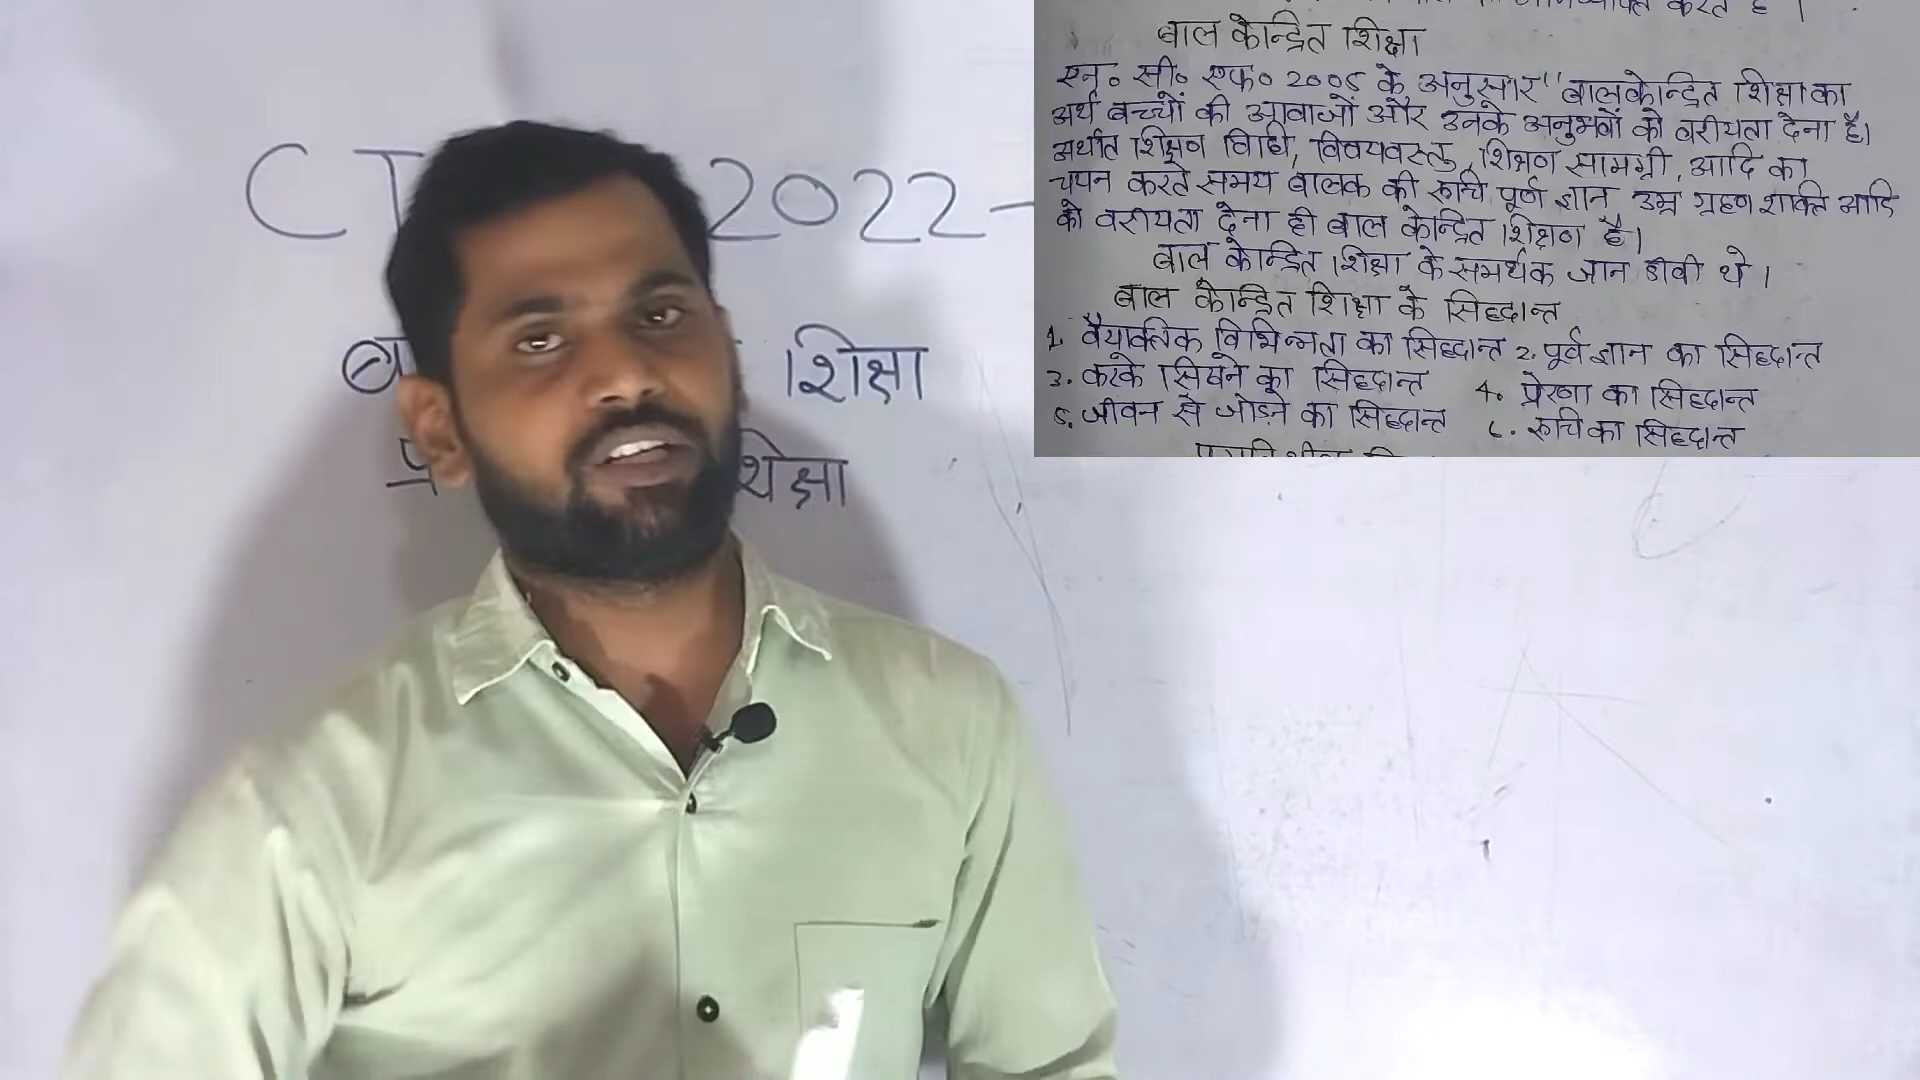 CT 2022-
शिक्षा
प्र शिक्षा
बाल केन्द्रित शिक्षा
एन० सी० एफ० 2005 के अनुसार "बालकेन्द्रित शिक्षा का
अर्थ बच्चों की आवाजों और उनके अनुभवों को वरीयता देना है।
अर्थात शिक्षण विधि, विषयवस्तु, शिक्षण सामग्री, आदि का
चयन करते समय बालक की रूचि पूर्ण ज्ञान उम्र ग्रहण शक्ति आदि
को वरीयता देना ही बाल केन्द्रित शिक्षण है।
बाल केन्द्रित शिक्षा के समर्थक जान डीवी थे।
बाल केन्द्रित शिक्षा के सिद्धान्त
1. वैयाक्तिक विभिन्नता का सिद्धान्त 2. पूर्व ज्ञान का सिद्धान्त
3. करके सिखने का सिद्धान्त 4. प्रेरणा का सिद्धान्त
5. जीवन से जोड़ने का सिद्धान्त 6. रूचि का सिद्धान्त